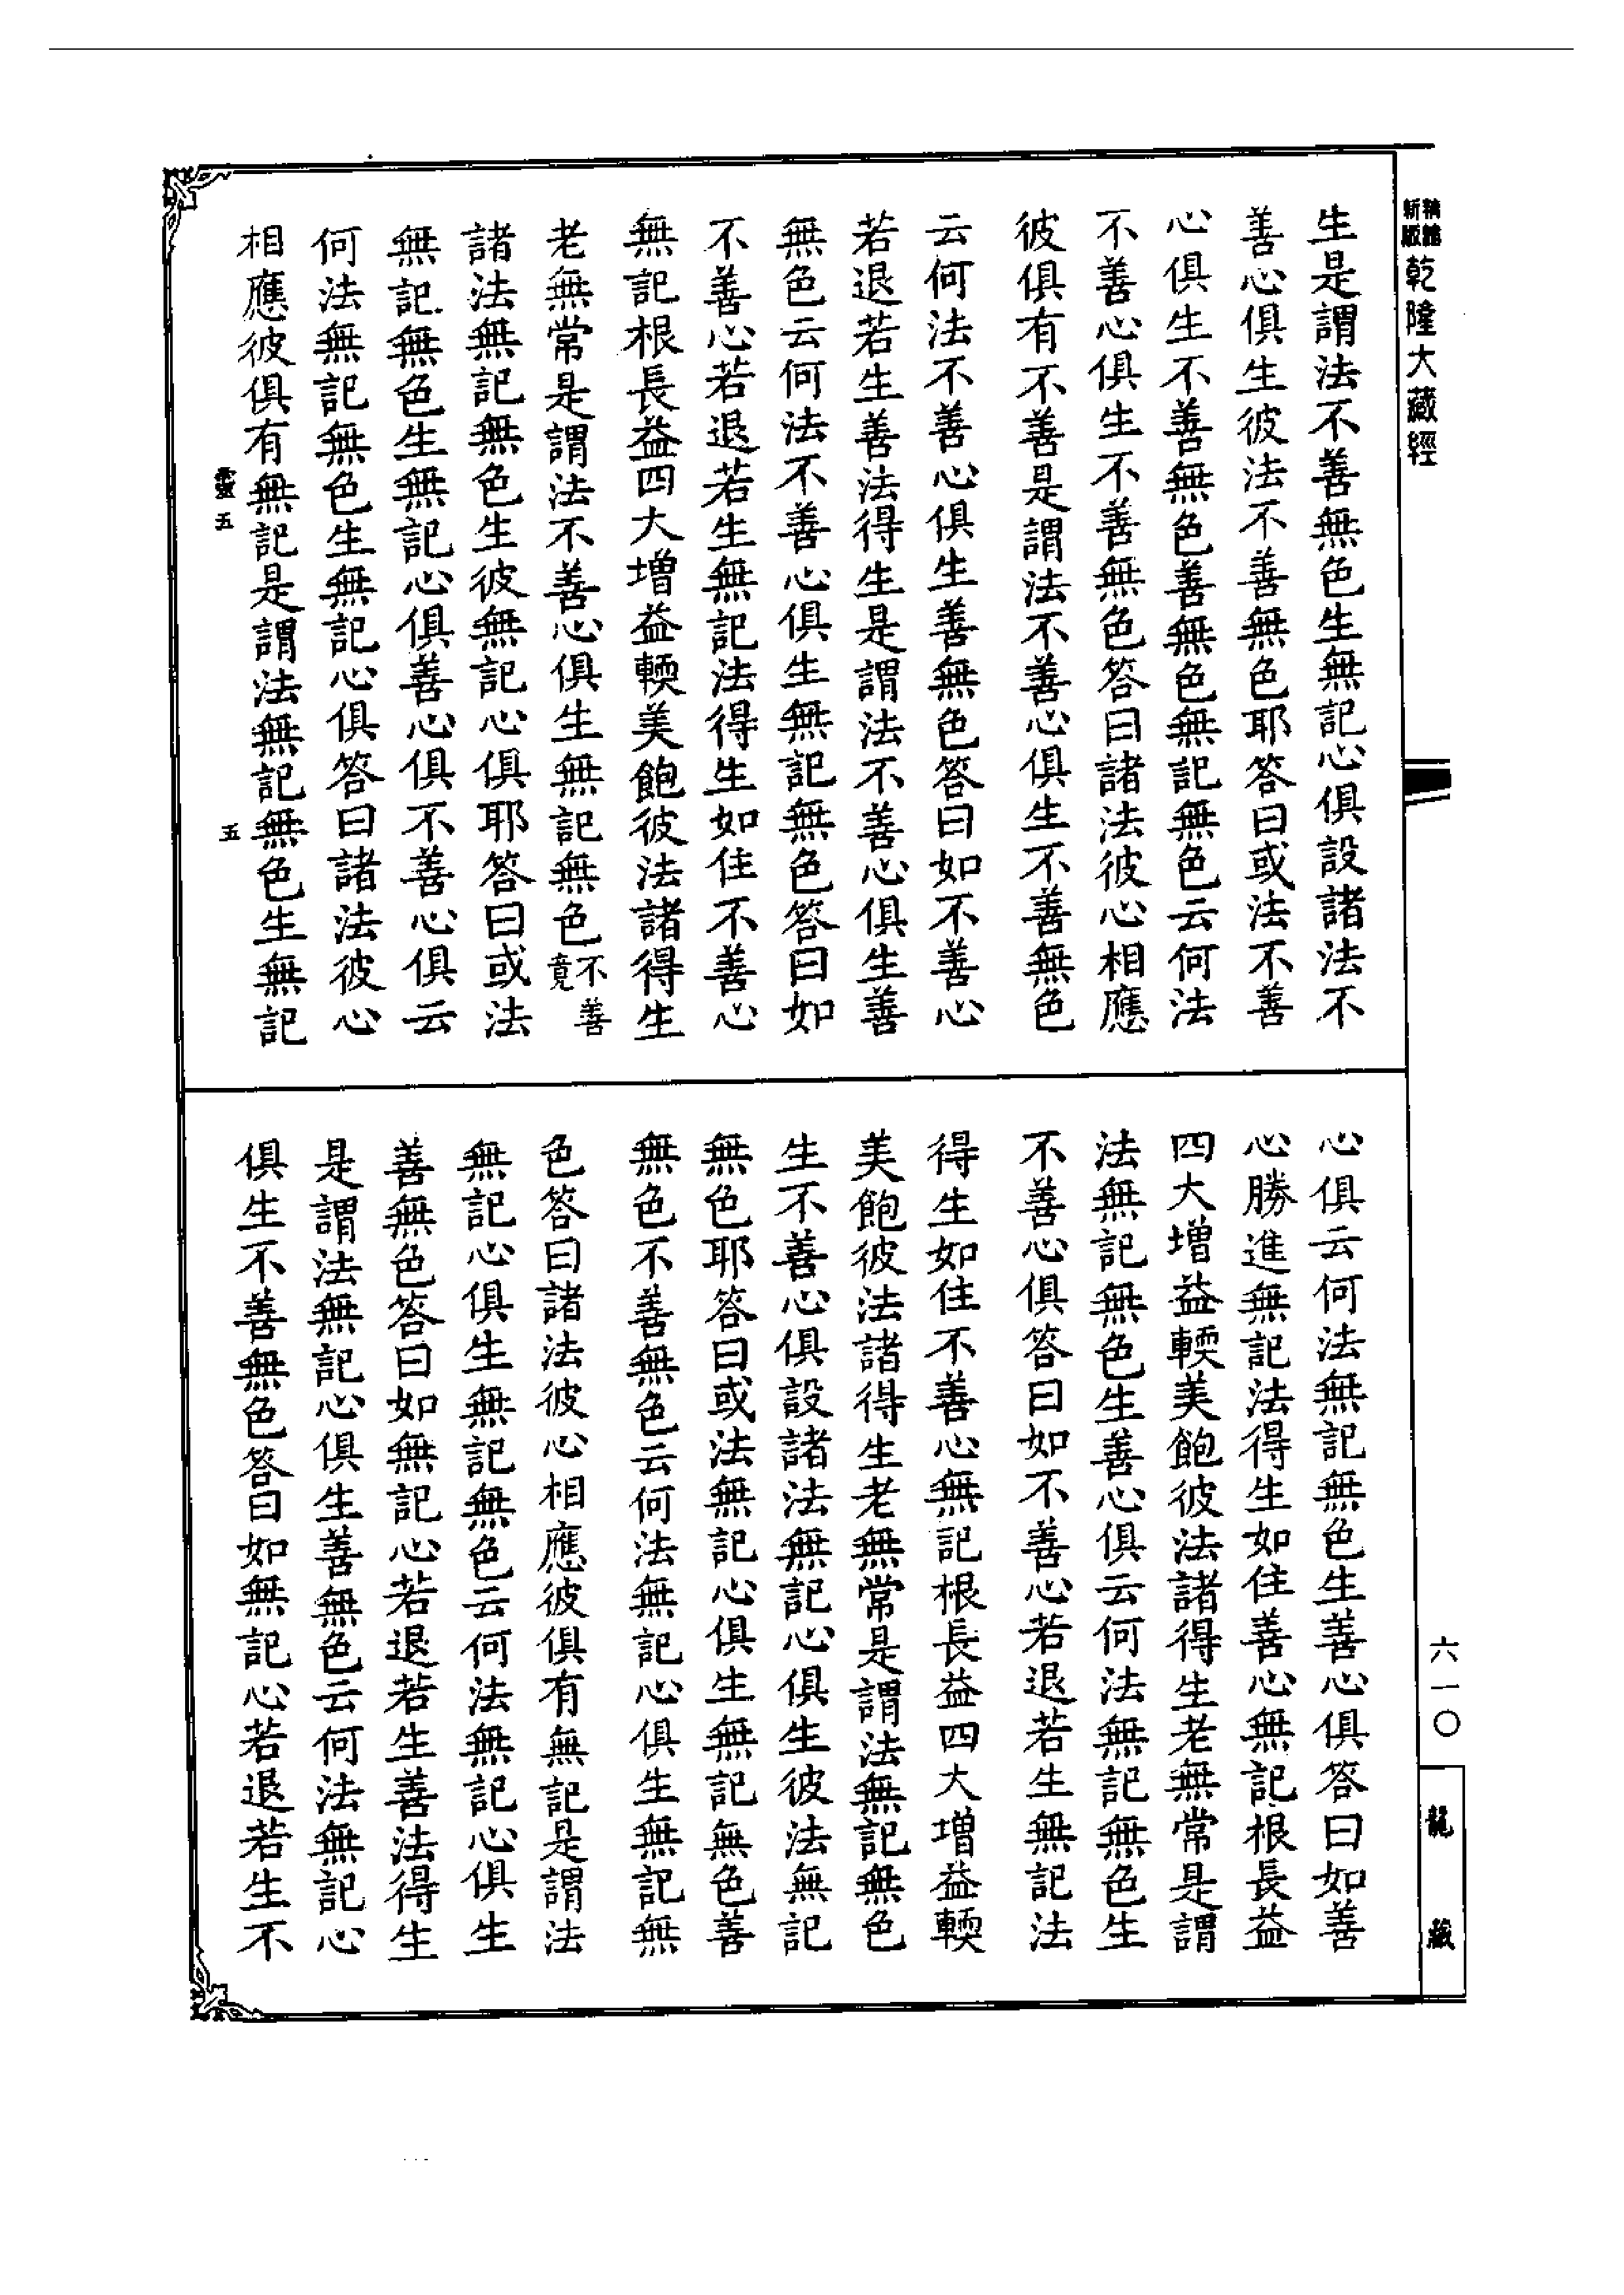 新版
精縮
乾隆大藏經
生是謂法不善無色生無記心俱設諸法不
善心俱生彼法不善無色耶答曰或法不善
心俱生不善無色善無色無記無色云何法
不善心俱生不善無色答曰諸法彼心相應
彼俱有不善是謂法不善心俱生不善無色
云何法不善心俱生善無色答曰如不善心
若退若生善法得生是謂法不善心俱生善
無色云何法不善心俱生無記無色答曰如
不善心若退若生無記法得生如住不善心
無記根長益四大增益輭美飽彼法諸得生
老無常是謂法不善心俱生無記無色不善竟
諸法無記無色生彼無記心俱耶答曰或法
無記無色生無記心俱善心俱不善心俱云
何法無記無色生無記心俱答曰諸法彼心
相應彼俱有無記是謂法無記無色生無記
五
五
心俱云何法無記無色生善心俱答曰如善
心勝進無記法得生如住善心無記根長益
四大增益輭美飽彼法諸得生老無常是謂
法無記無色生善心俱云何法無記無色生
不善心俱答曰如不善心若退若生無記法
得生如住不善心無記根長益四大增益輭
美飽彼法諸得生老無常是謂法無記無色
生不善心俱設諸法無記心俱生彼法無記
無色耶答曰或法無記心俱生無記無色善
無色不善無色云何法無記心俱生無記無
色答曰諸法彼心相應彼俱有無記是謂法
無記心俱生無記無色云何法無記心俱生
善無色答曰如無記心若退若生善法得生
是謂法無記心俱生善無色云何法無記心
俱生不善無色答曰如無記心若退若生不
六一〇
龍藏